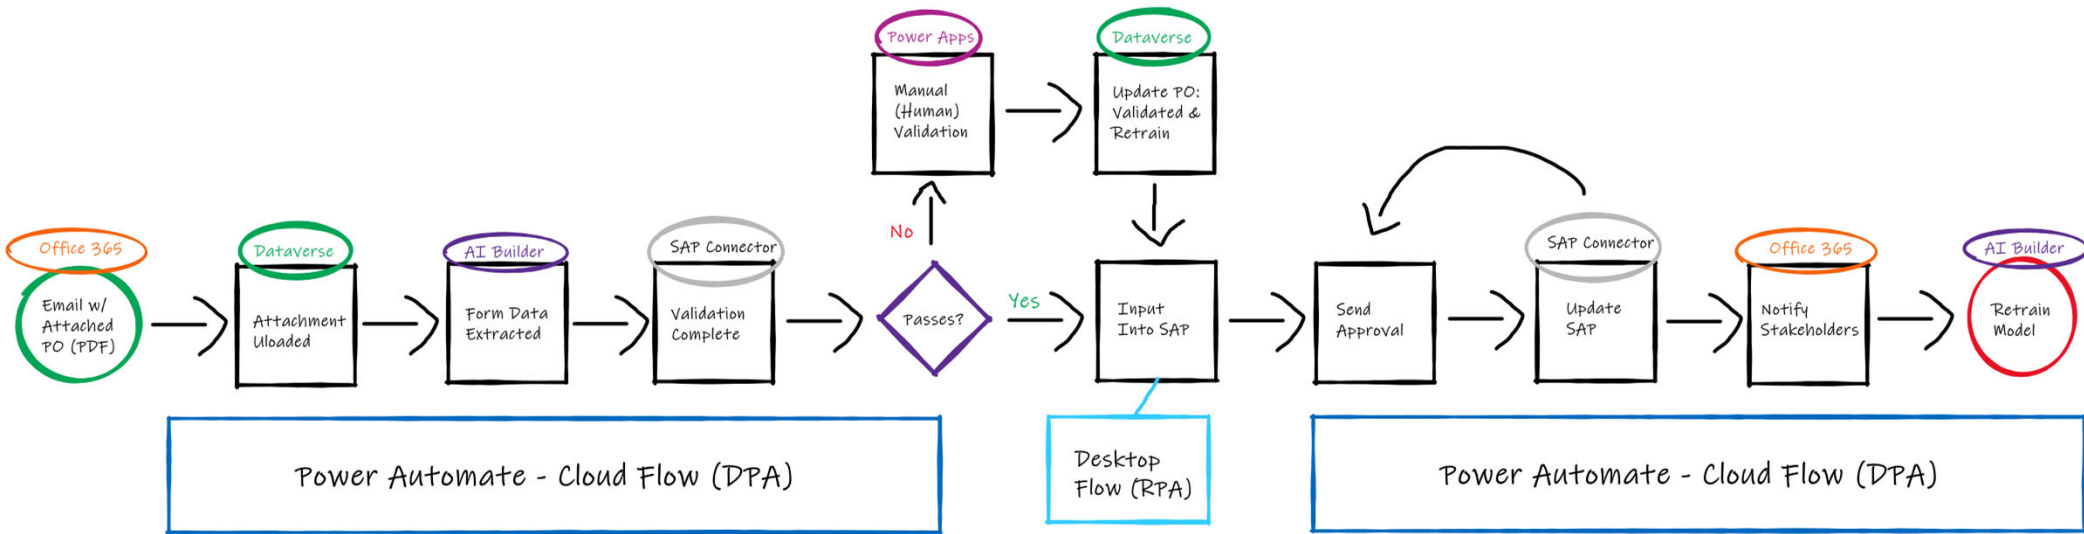 Power Apps
Manual
(Human)
Validation
Dataverse
Update PO:
Validated &
Retrain
Office 365
Email w/
Attached
PO (PDF)
Dataverse
Attachment
Uloaded
AI Builder
Form Data
Extracted
SAP Connector
Validation
Complete
No
Passes?
Yes
Input
Into SAP
Send
Approval
SAP Connector
Update
SAP
Office 365
Notify
Stakeholders
AI Builder
Retrain
Model
Power Automate - Cloud Flow (DPA)
Desktop
Flow (RPA)
Power Automate - Cloud Flow (DPA)